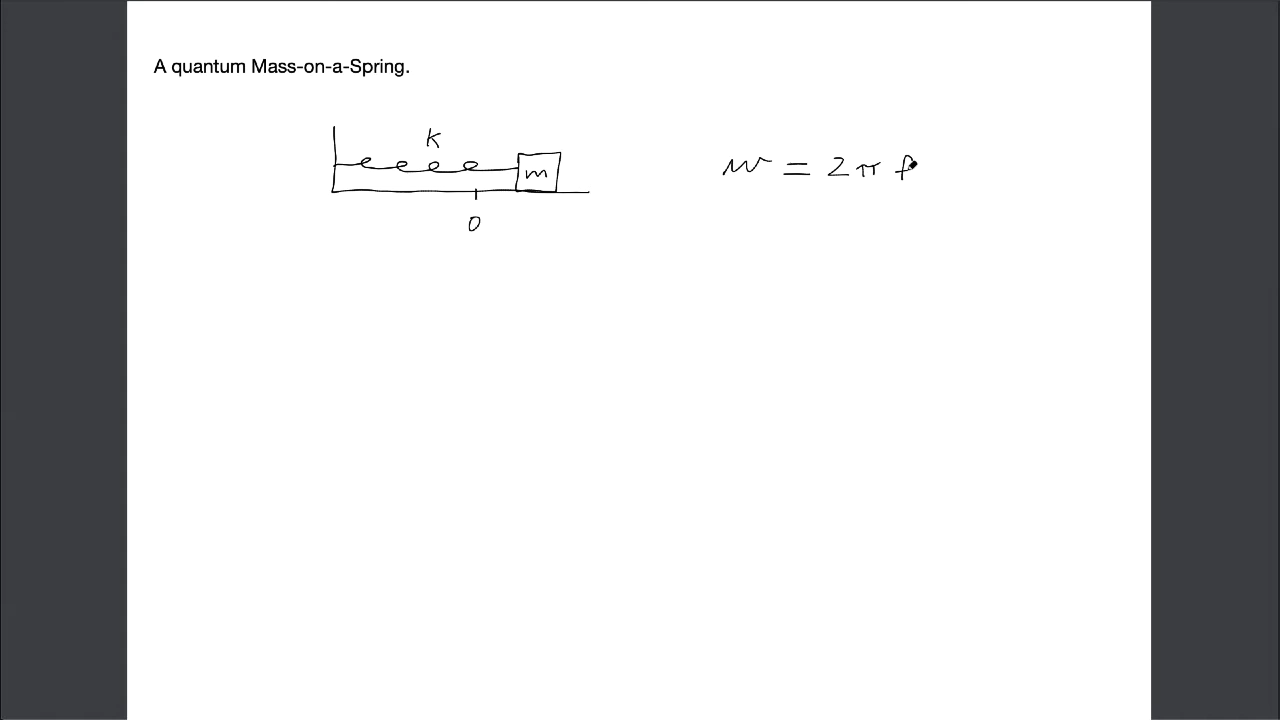 A quantum Mass-on-a-Spring.
K
m
0
ω = 2π f